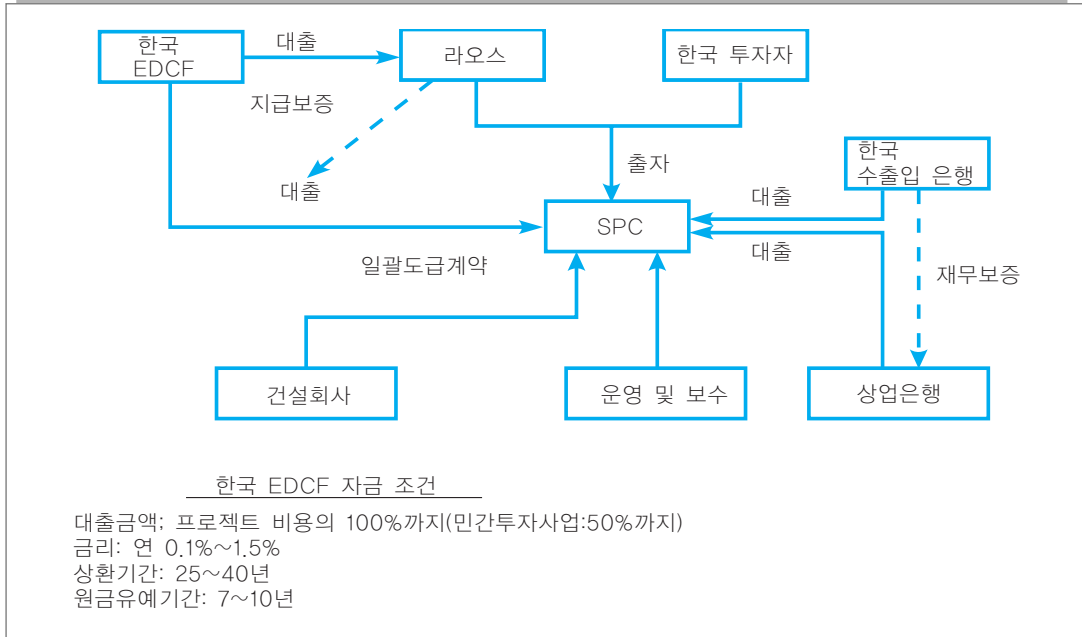 한국
EDCF
대출
라오스
한국 투자자
지급보증
대출
출자
한국
수출입 은행
대출
SPC
대출
일괄도급계약
재무보증
건설회사
운영 및 보수
상업은행
한국 EDCF 자금 조건
대출금액; 프로젝트 비용의 100%까지(민간투자사업:50%까지)
금리: 연 0.1%~1.5%
상환기간: 25~40년
원금유예기간: 7~10년